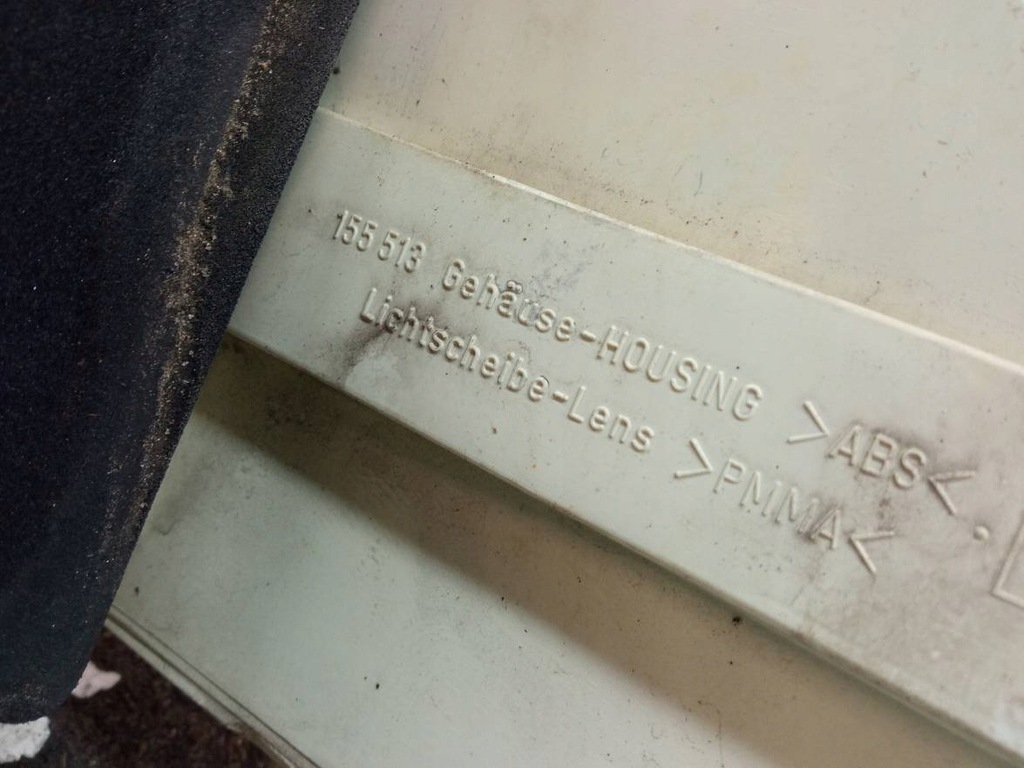 155 513 Gehäuse-HOUSING >ABS<
Lichtscheibe-Lens >PMMA<